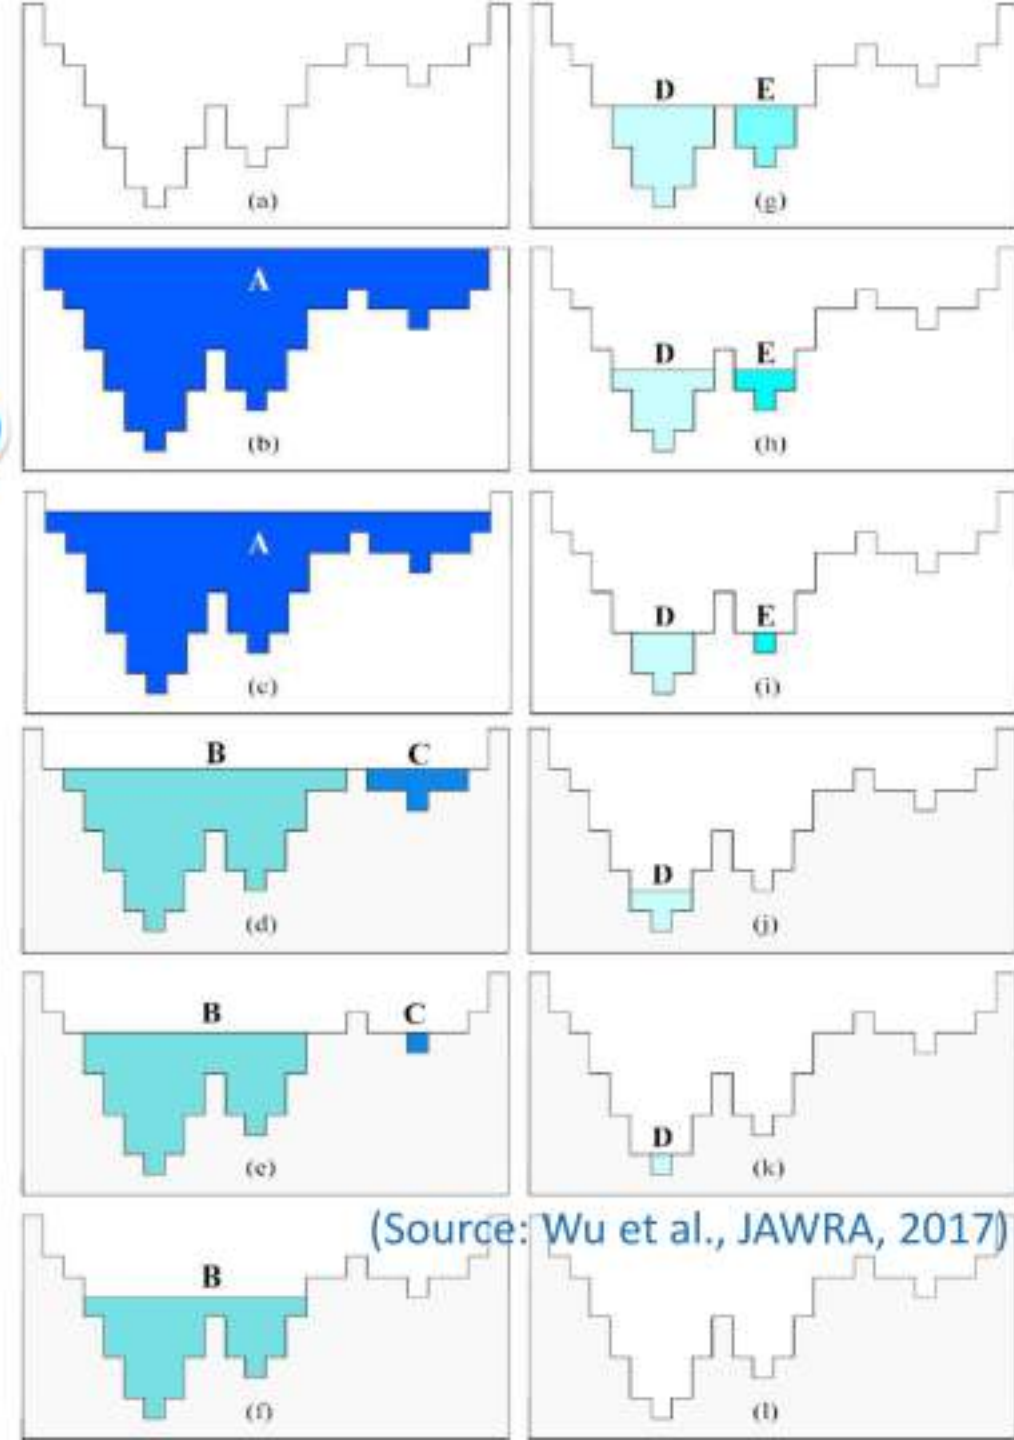 (a)
A
(b)
A
(c)
B C
(d)
B C
(e)
B
(f)
D E
(g)
D E
(h)
D E
(i)
D
(j)
D
(k)
(Source: Wu et al., JAWRA, 2017)
(l)